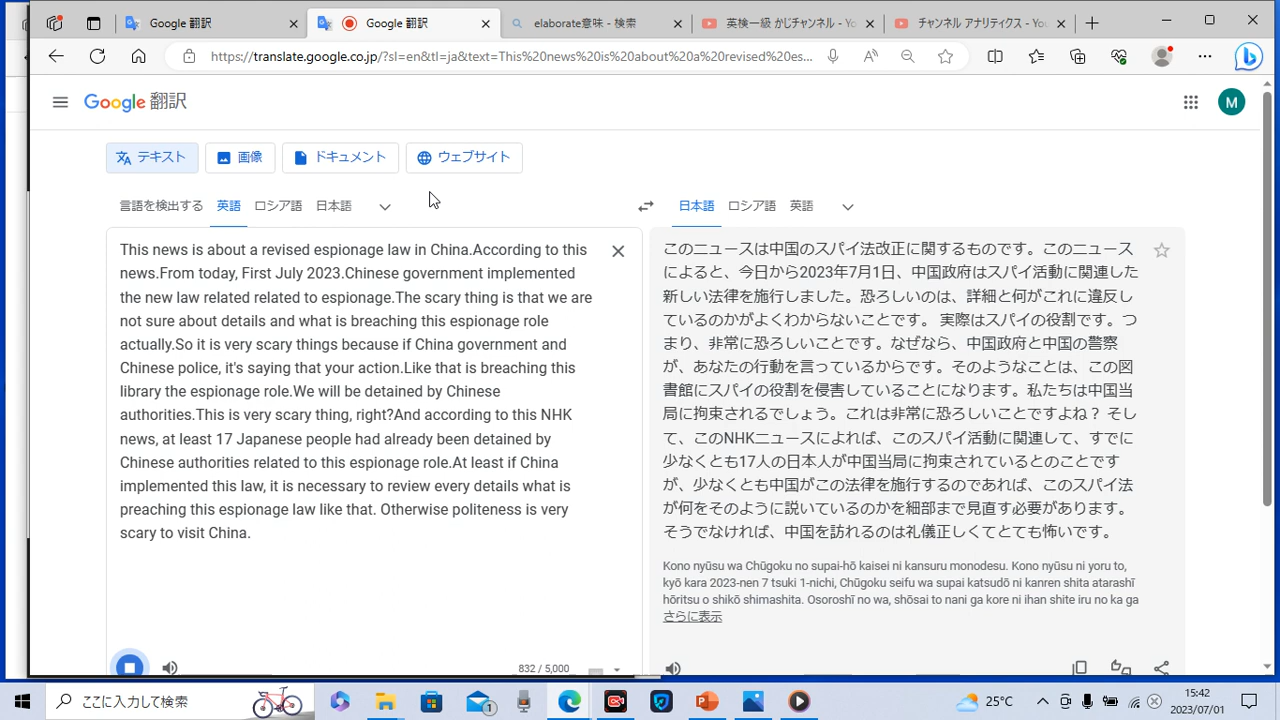 Google 翻訳
Google 翻訳
elaborate意味 - 検索
英検一級 かじチャンネル - Yo
チャンネル アナリティクス - You
https://translate.google.co.jp/?sl=en&tl=ja&text=This%20news%20is%20about%20a%20revised%20es...
Google 翻訳
M
テキスト
画像
ドキュメント
ウェブサイト
言語を検出する 英語 ロシア語 日本語
日本語 ロシア語 英語
This news is about a revised espionage law in China.According to this
news.From today, First July 2023.Chinese government implemented
the new law related related to espionage.The scary thing is that we are
not sure about details and what is breaching this espionage role
actually.So it is very scary things because if China government and
Chinese police, it's saying that your action.Like that is breaching this
library the espionage role.We will be detained by Chinese
authorities.This is very scary thing, right?And according to this NHK
news, at least 17 Japanese people had already been detained by
Chinese authorities related to this espionage role.At least if China
implemented this law, it is necessary to review every details what is
preaching this espionage law like that. Otherwise politeness is very
scary to visit China.
832 / 5,000
このニュースは中国のスパイ法改正に関するものです。このニュース
によると、今日から2023年7月1日、中国政府はスパイ活動に関連した
新しい法律を施行しました。恐ろしいのは、詳細と何がこれに違反し
ているのかがよくわからないことです。 実際はスパイの役割です。つ
まり、非常に恐ろしいことです。なぜなら、中国政府と中国の警察
が、あなたの行動を言っているからです。そのようなことは、この図
書館にスパイの役割を侵害していることになります。私たちは中国当
局に拘束されるでしょう。これは非常に恐ろしいことですよね？ そし
て、このNHKニュースによれば、このスパイ活動に関連して、すでに
少なくとも17人の日本人が中国当局に拘束されているとのことです
が、少なくとも中国がこの法律を施行するのであれば、このスパイ法
が何をそのように説いているのかを細部まで見直す必要があります。
そうでなければ、中国を訪れるのは礼儀正しくてとても怖いです。
Kono nyūsu wa Chūgoku no supai-hō kaisei ni kansuru monodesu. Kono nyūsu ni yoru to,
kyō kara 2023-nen 7 tsuki 1-nichi, Chūgoku seifu wa supai katsudō ni kanren shita atarashī
hōritsu o shikō shimashita. Osoroshī no wa, shōsai to nani ga kore ni ihan shite iru no ka ga
さらに表示
ここに入力して検索
1
25°C
15:42
2023/07/01